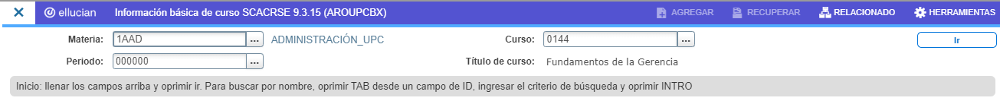 ✕ ellucian Información básica de curso SCACRSE 9.3.15 (AROUPCBX) AGREGAR RECUPERAR RELACIONADO HERRAMIENTAS
Materia: 1AAD ... ADMINISTRACIÓN_UPC Curso: 0144 ... Ir
Periodo: 000000 ... Título de curso: Fundamentos de la Gerencia
Inicio: llenar los campos arriba y oprimir ir. Para buscar por nombre, oprimir TAB desde un campo de ID, ingresar el criterio de búsqueda y oprimir INTRO